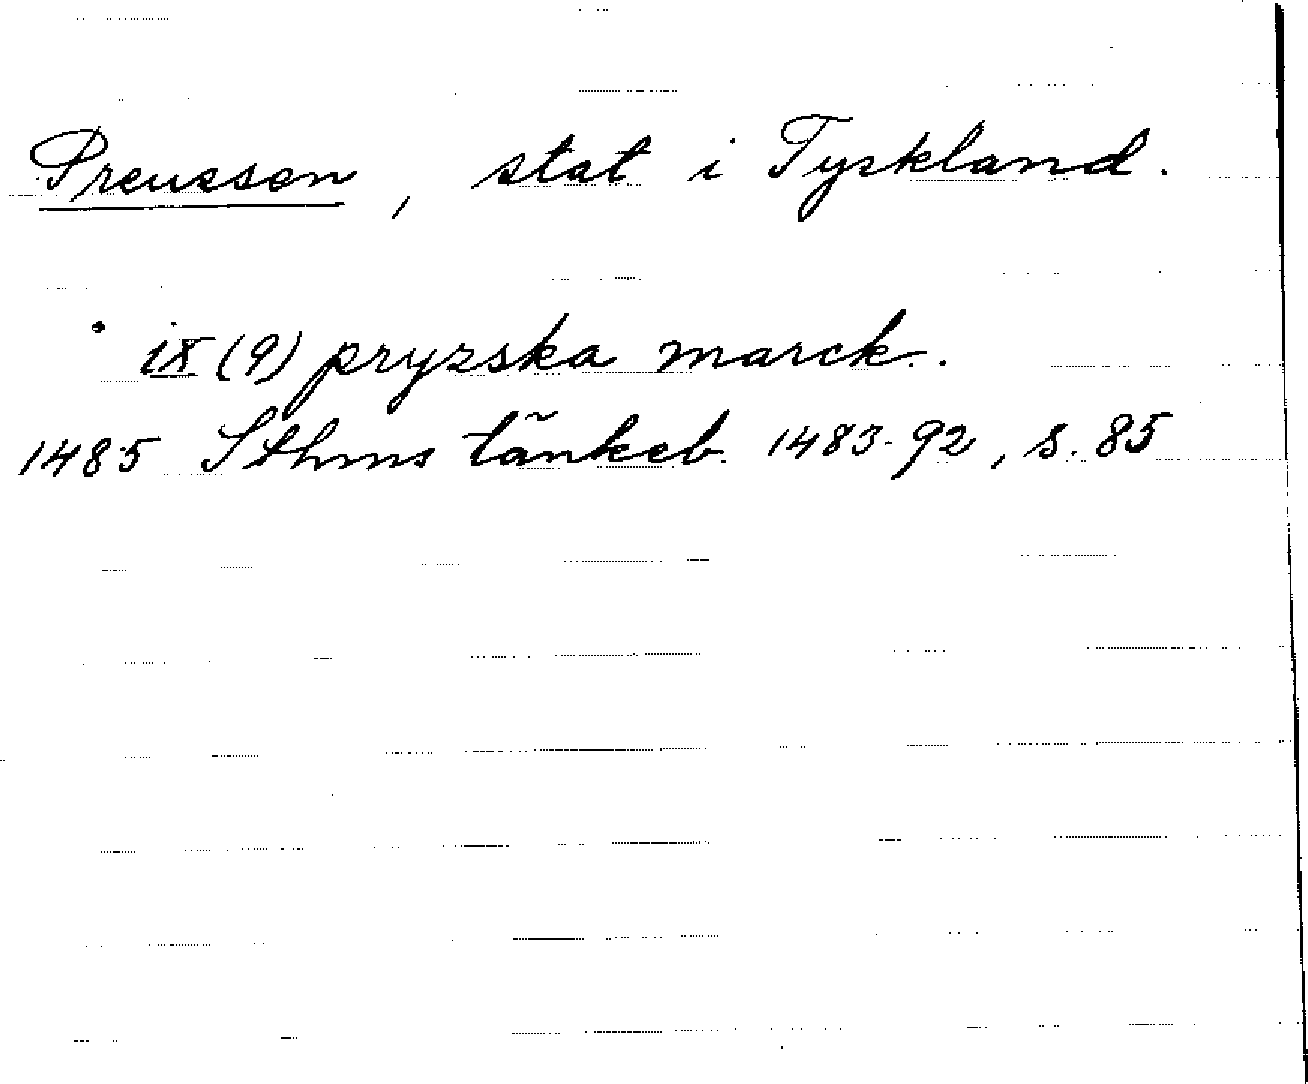 Preussen, stat i Tyskland.
ix (9) pryzska marck.
1485 Sthms tänkeb. 1483-92, s. 85